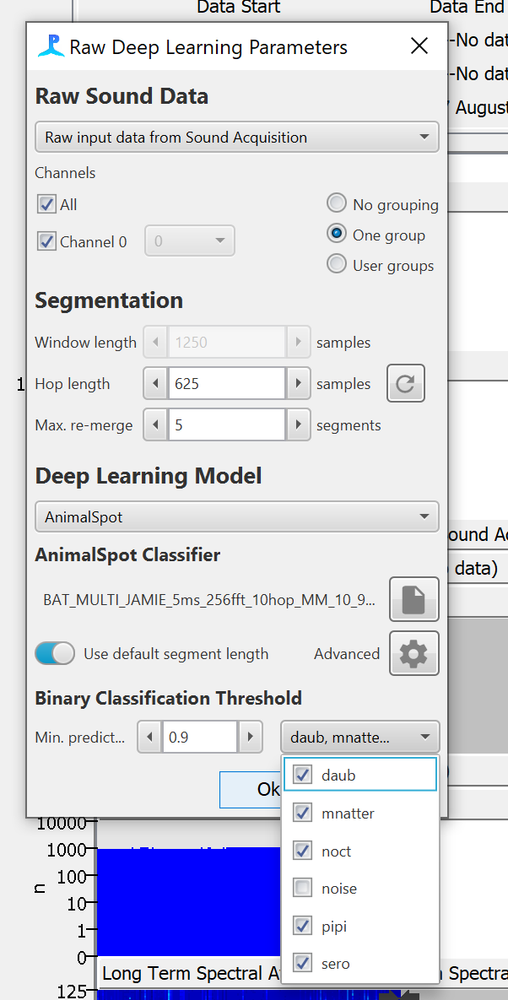 Data Start
Data End
Raw Deep Learning Parameters
--No dat
--No dat
August
Raw Sound Data
Raw input data from Sound Acquisition
Channels
All
No grouping
Channel 0
0
One group
User groups
Segmentation
Window length
1250
samples
1
Hop length
625
samples
Max. re-merge
5
segments
Deep Learning Model
AnimalSpot
ound Ac
AnimalSpot Classifier
data)
BAT_MULTI_JAMIE_5ms_256fft_10hop_MM_10_9...
Use default segment length
Advanced
Binary Classification Threshold
Min. predict...
0.9
daub, mnatte...
daub
Ok
mnatter
10000
1000
noct
100
n
noise
10
pipi
1
0
sero
Long Term Spectral A
Spectra
125